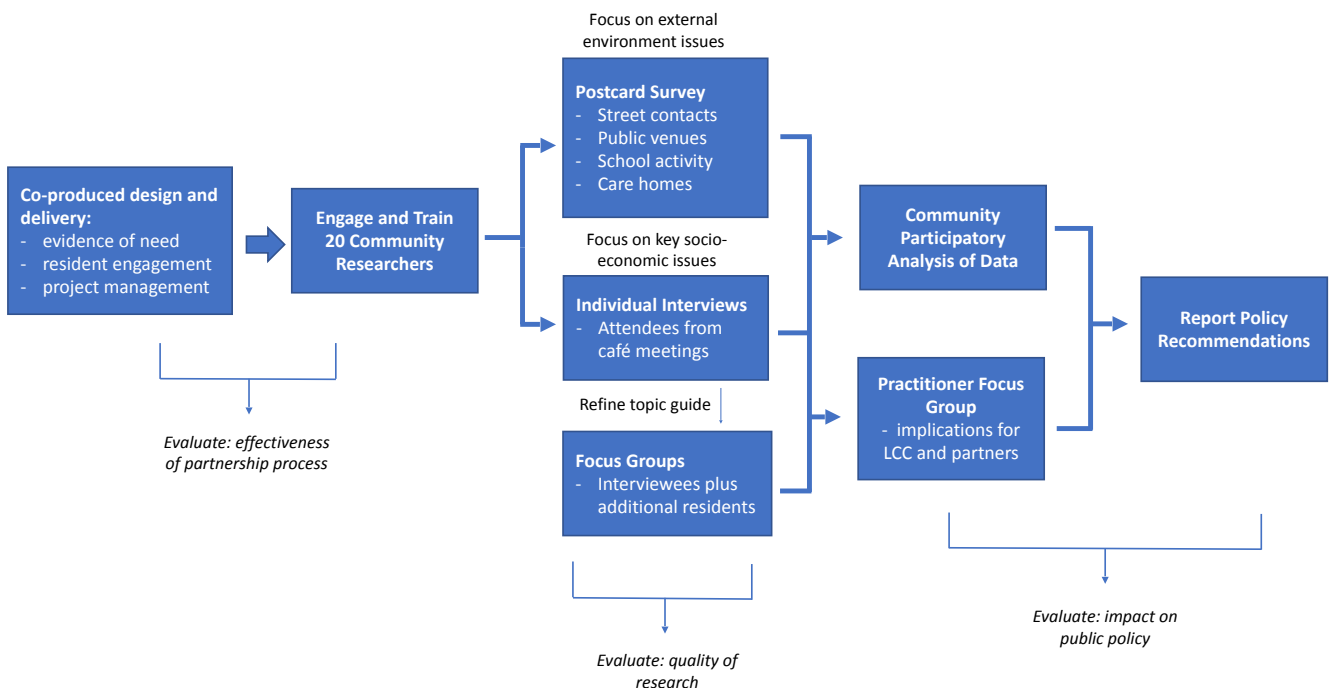 Co-produced design and
delivery:
- evidence of need
- resident engagement
- project management
Evaluate: effectiveness
of partnership process
Engage and Train
20 Community
Researchers
Focus on external
environment issues
Postcard Survey
- Street contacts
- Public venues
- School activity
- Care homes
Focus on key socio-
economic issues
Individual Interviews
- Attendees from
café meetings
Refine topic guide
Focus Groups
- Interviewees plus
additional residents
Evaluate: quality of
research
Community
Participatory
Analysis of Data
Practitioner Focus
Group
- implications for
LCC and partners
Report Policy
Recommendations
Evaluate: impact on
public policy